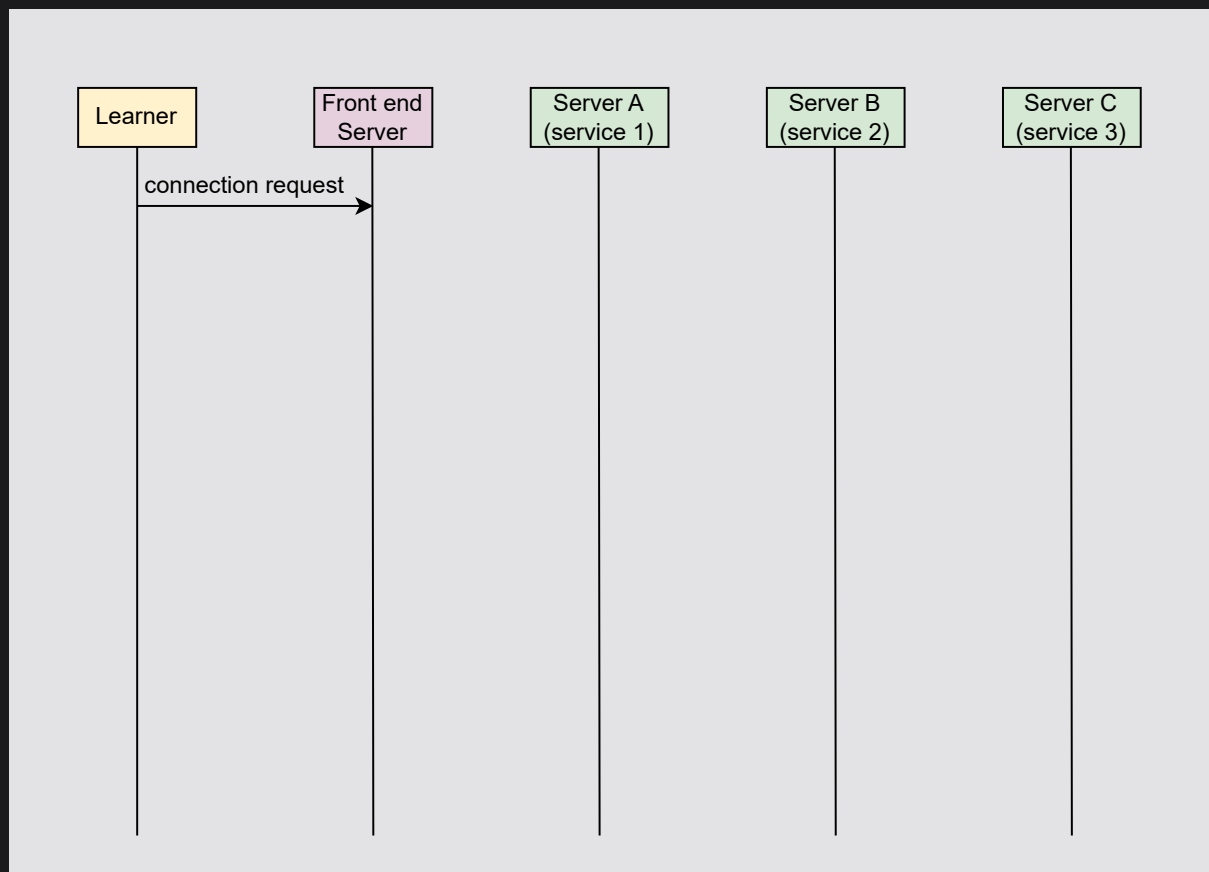 Learner
Front end
Server
Server A
(service 1)
Server B
(service 2)
Server C
(service 3)
connection request